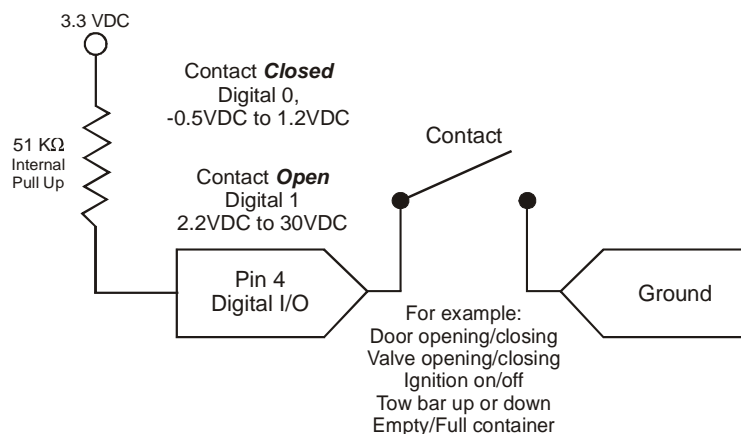 3.3 VDC
Contact Closed
Digital 0,
-0.5VDC to 1.2VDC
51 KΩ
Internal
Pull Up
Contact Open
Digital 1
2.2VDC to 30VDC
Contact
Pin 4
Digital I/O
Ground
For example:
Door opening/closing
Valve opening/closing
Ignition on/off
Tow bar up or down
Empty/Full container